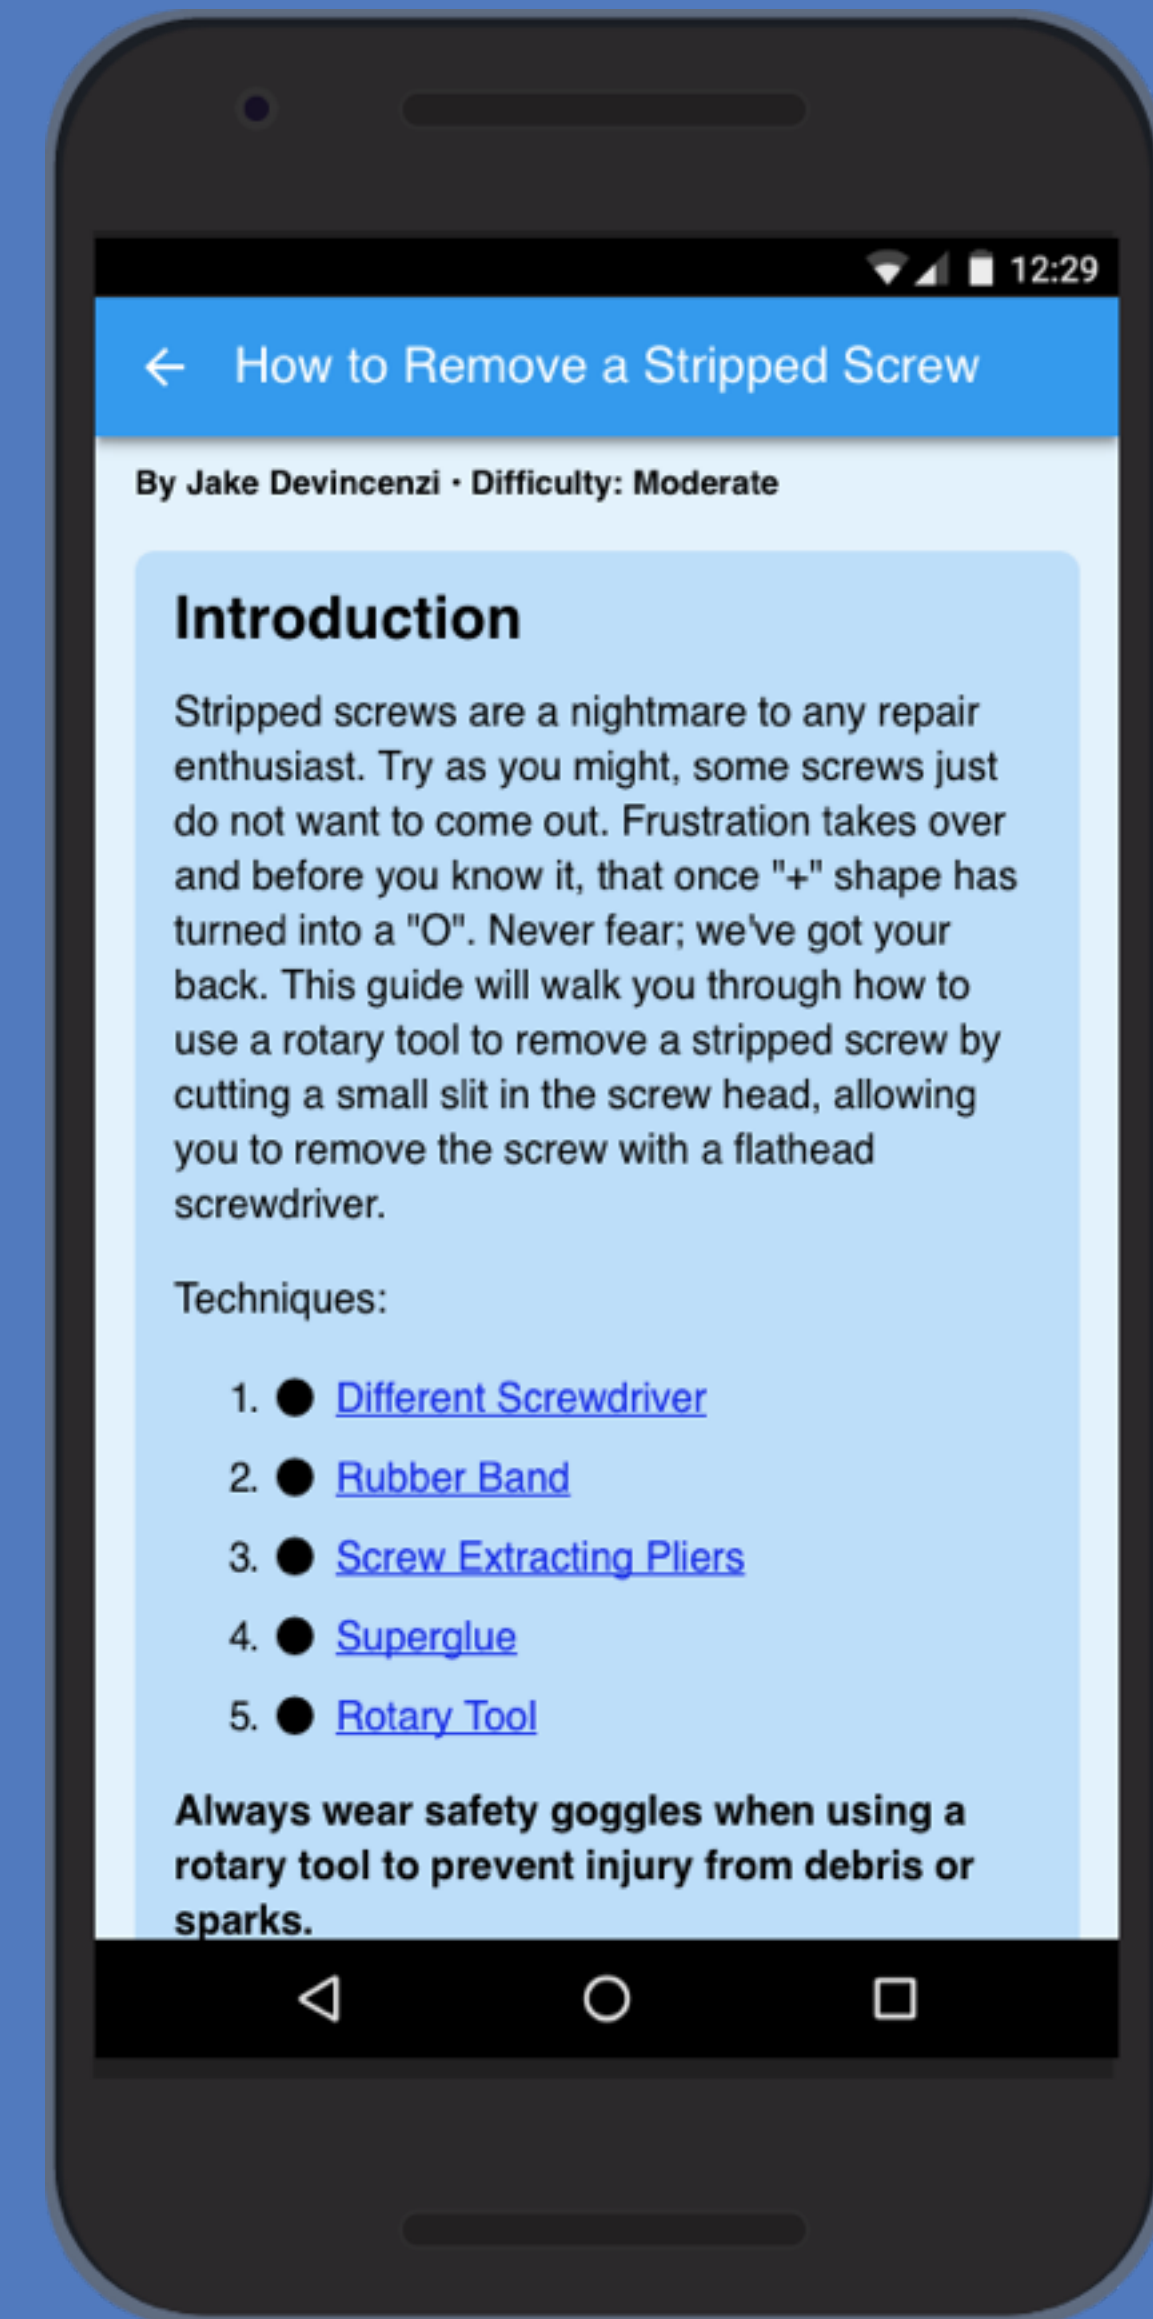 12:29
How to Remove a Stripped Screw
By Jake Devincenzi • Difficulty: Moderate
Introduction
Stripped screws are a nightmare to any repair
enthusiast. Try as you might, some screws just
do not want to come out. Frustration takes over
and before you know it, that once "+" shape has
turned into a "O". Never fear; we've got your
back. This guide will walk you through how to
use a rotary tool to remove a stripped screw by
cutting a small slit in the screw head, allowing
you to remove the screw with a flathead
screwdriver.
Techniques:
1. ● Different Screwdriver
2. ● Rubber Band
3. ● Screw Extracting Pliers
4. ● Superglue
5. ● Rotary Tool
Always wear safety goggles when using a
rotary tool to prevent injury from debris or
sparks.